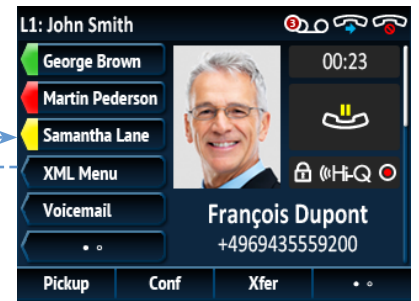 L1: John Smith
3
George Brown
00:23
Martin Pederson
Samantha Lane
XML Menu
Hi-Q
Voicemail
François Dupont
+4969435559200
Pickup Conf Xfer